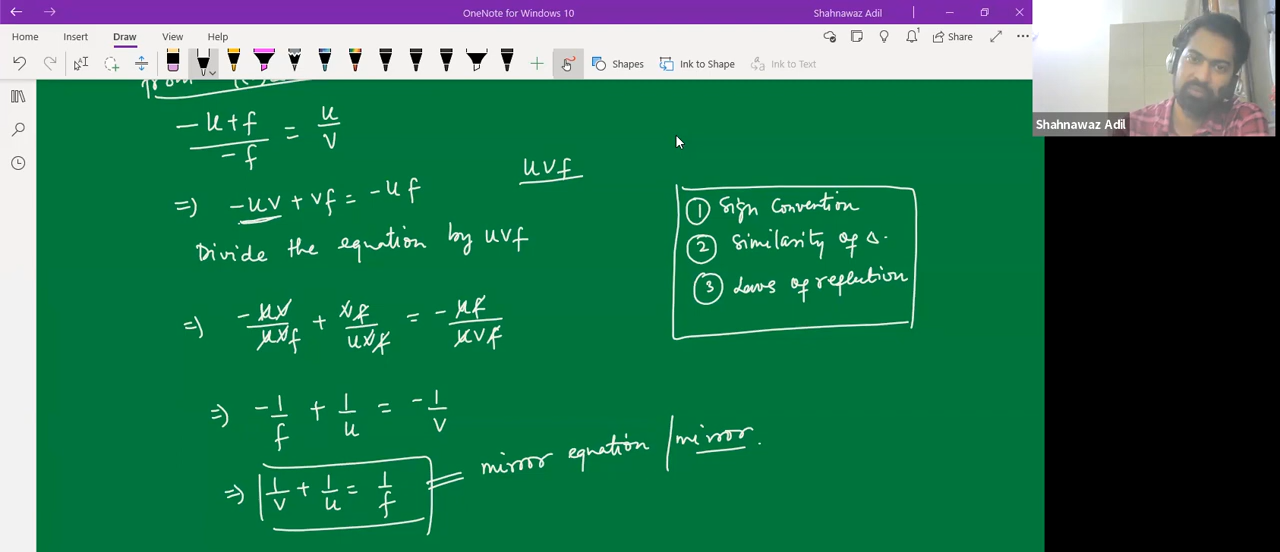 OneNote for Windows 10
Shahnawaz Adil
Home Insert Draw View Help
Share
Shapes
Ink to Shape
Ink to Text
Shahnawaz Adil
from
(-u+f)/(-f) = u/v
uvf
=) -uv + vf = -uf
Divide the equation by uvf
=) -uv/uvf + vf/uvf = -uf/uvf
=) -1/f + 1/u = -1/v
=) 1/v + 1/u = 1/f = mirror equation / mirror.
① Sign Convention
② Similarity of Δ.
③ Laws of reflection